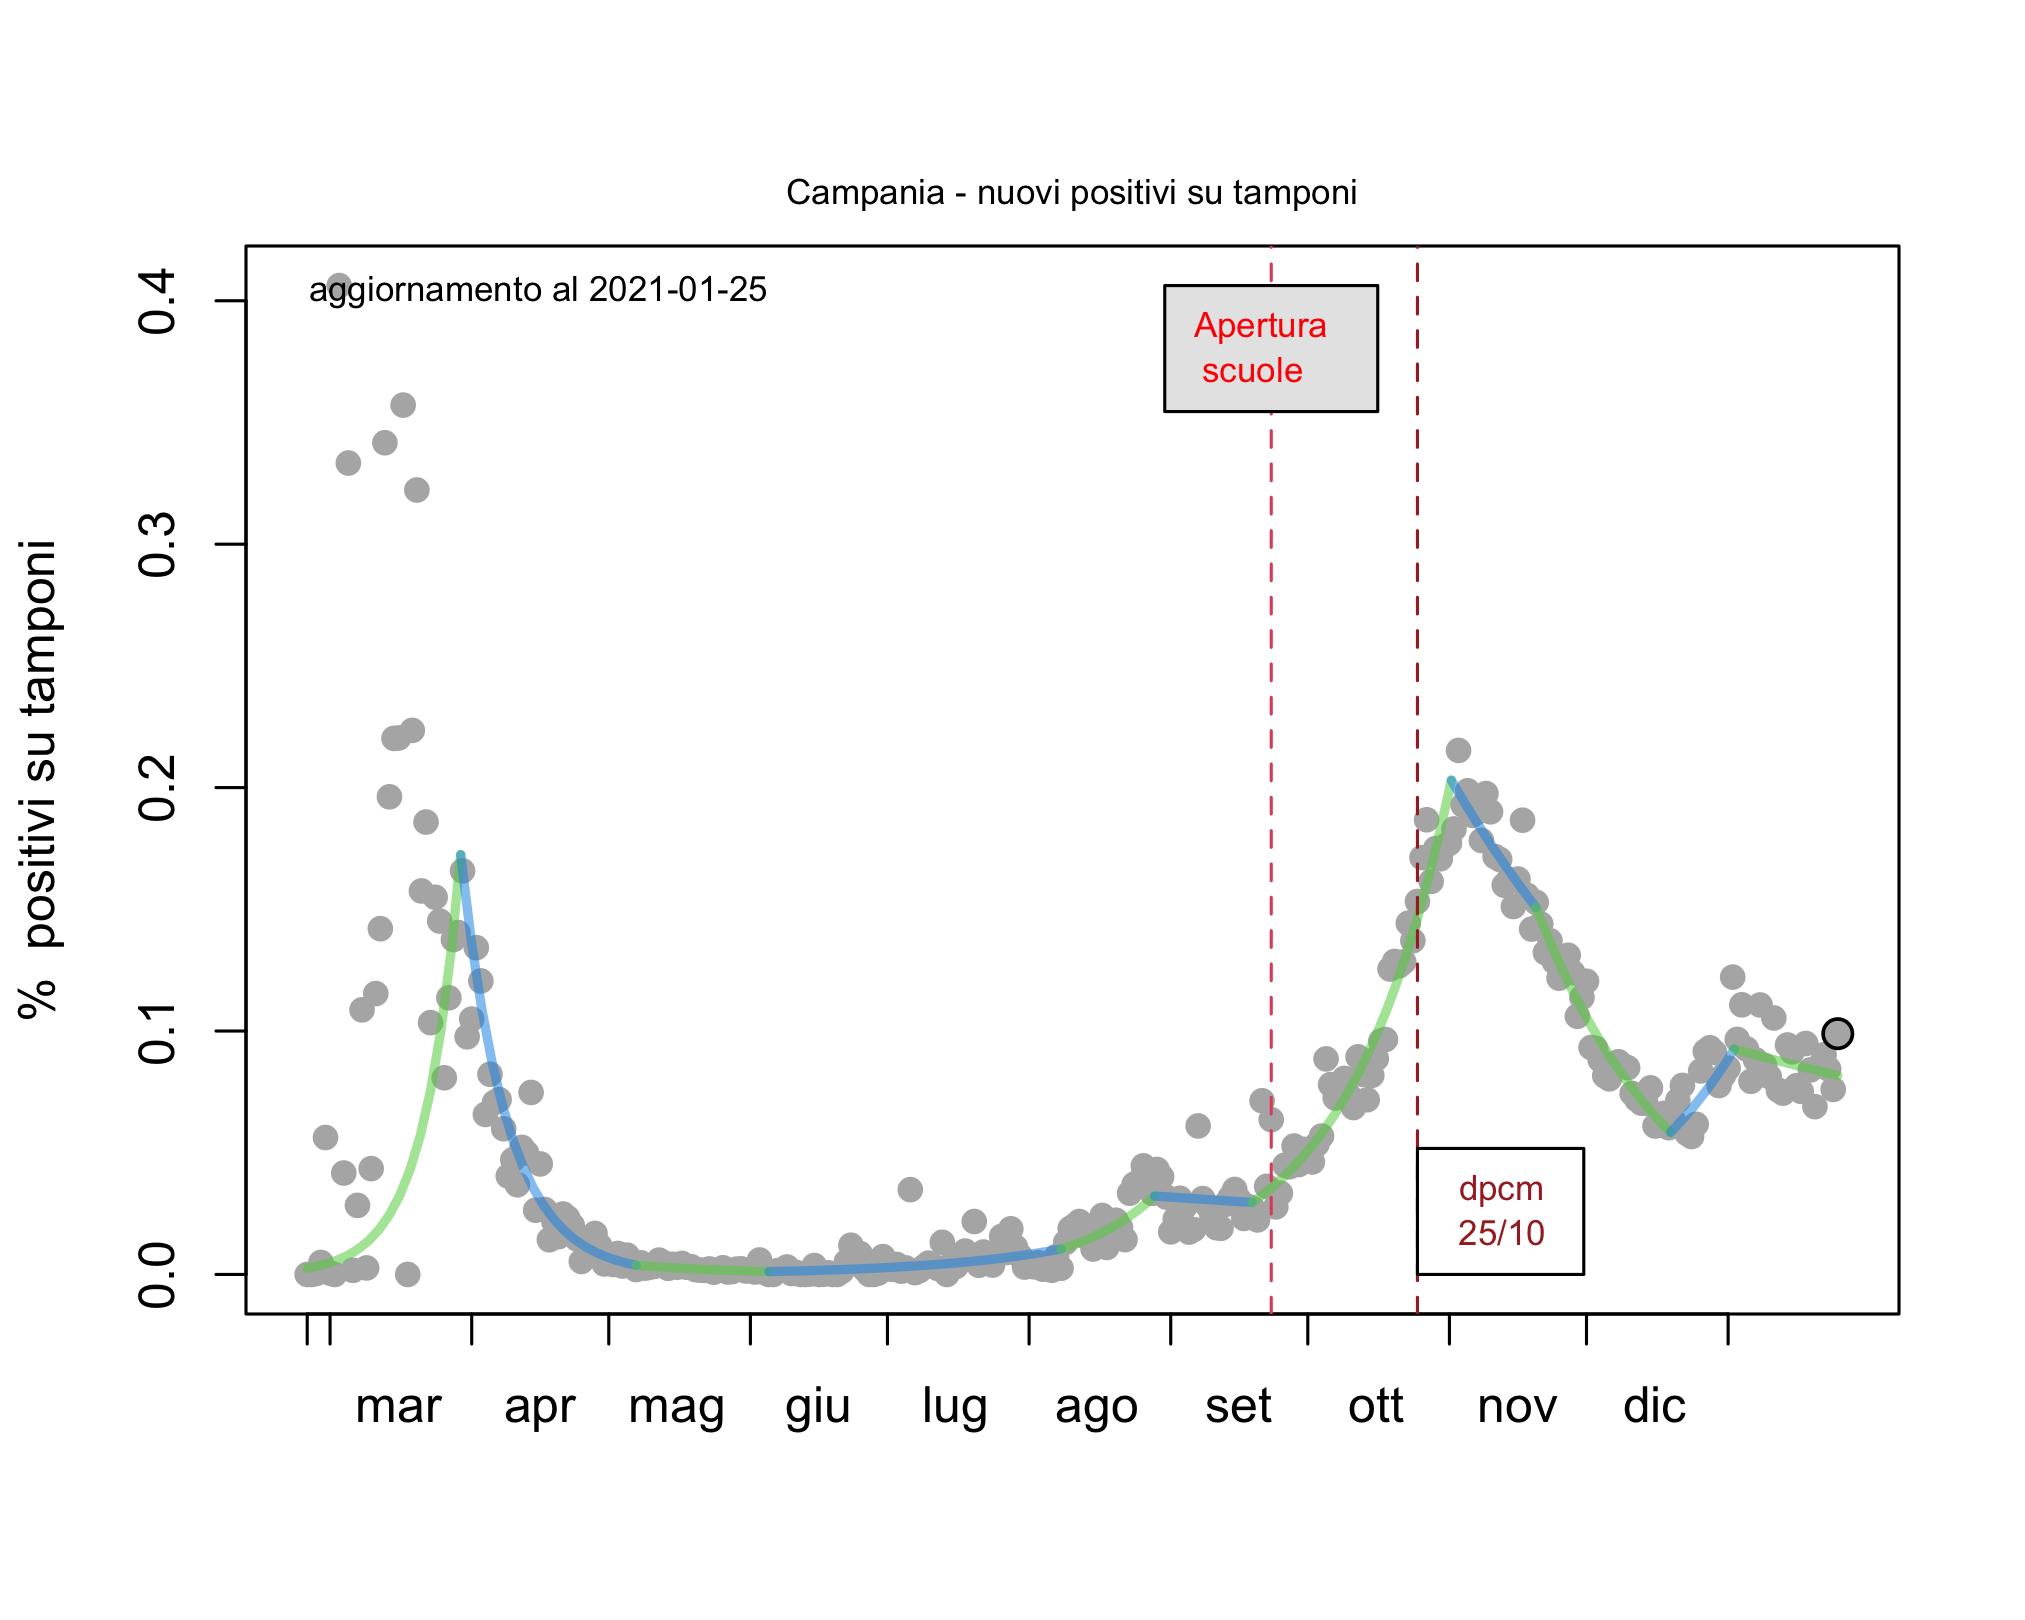 Campania - nuovi positivi su tamponi
aggiornamento al 2021-01-25
Apertura
scuole
dpcm
25/10
% positivi su tamponi
0.4
0.3
0.2
0.1
0.0
mar apr mag giu lug ago set ott nov dic